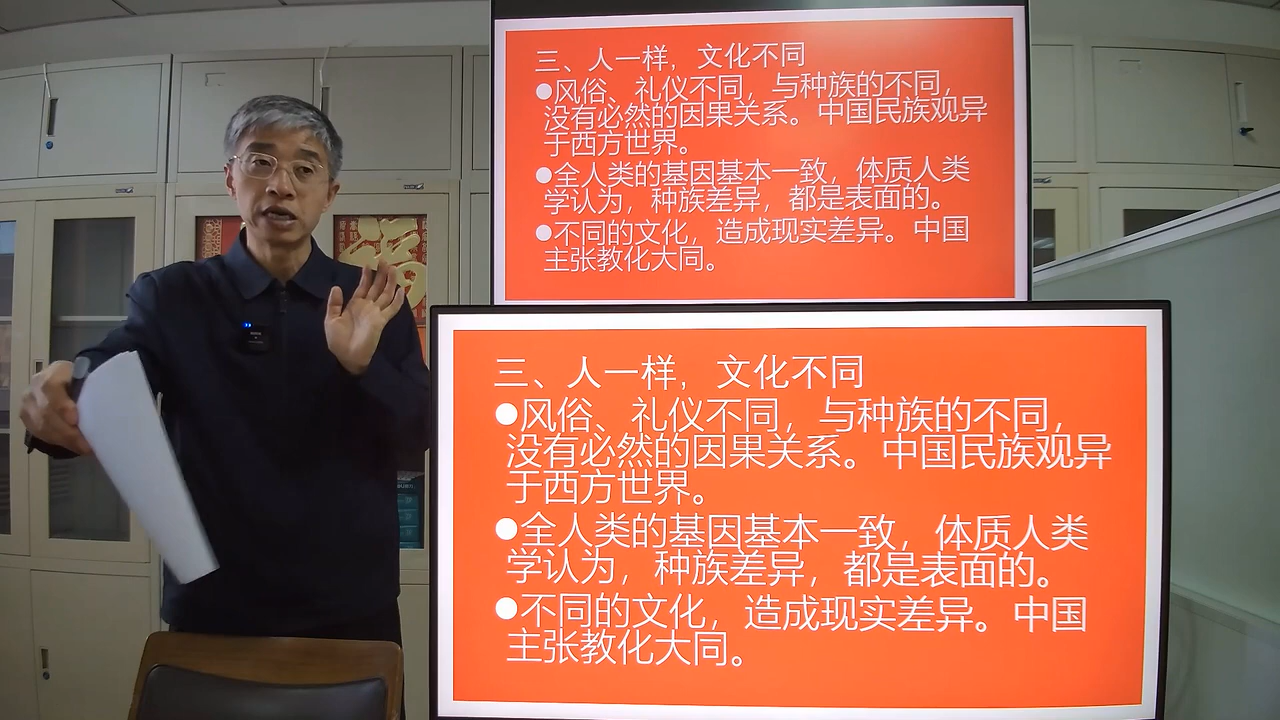 三、人一样，文化不同
●风俗、礼仪不同，与种族的不同，
没有必然的因果关系。中国民族观异
于西方世界。
●全人类的基因基本一致，体质人类
学认为，种族差异，都是表面的。
●不同的文化，造成现实差异。中国
主张教化大同。
三、人一样，文化不同
●风俗、礼仪不同，与种族的不同，
没有必然的因果关系。中国民族观异
于西方世界。
●全人类的基因基本一致，体质人类
学认为，种族差异，都是表面的。
●不同的文化，造成现实差异。中国
主张教化大同。
福